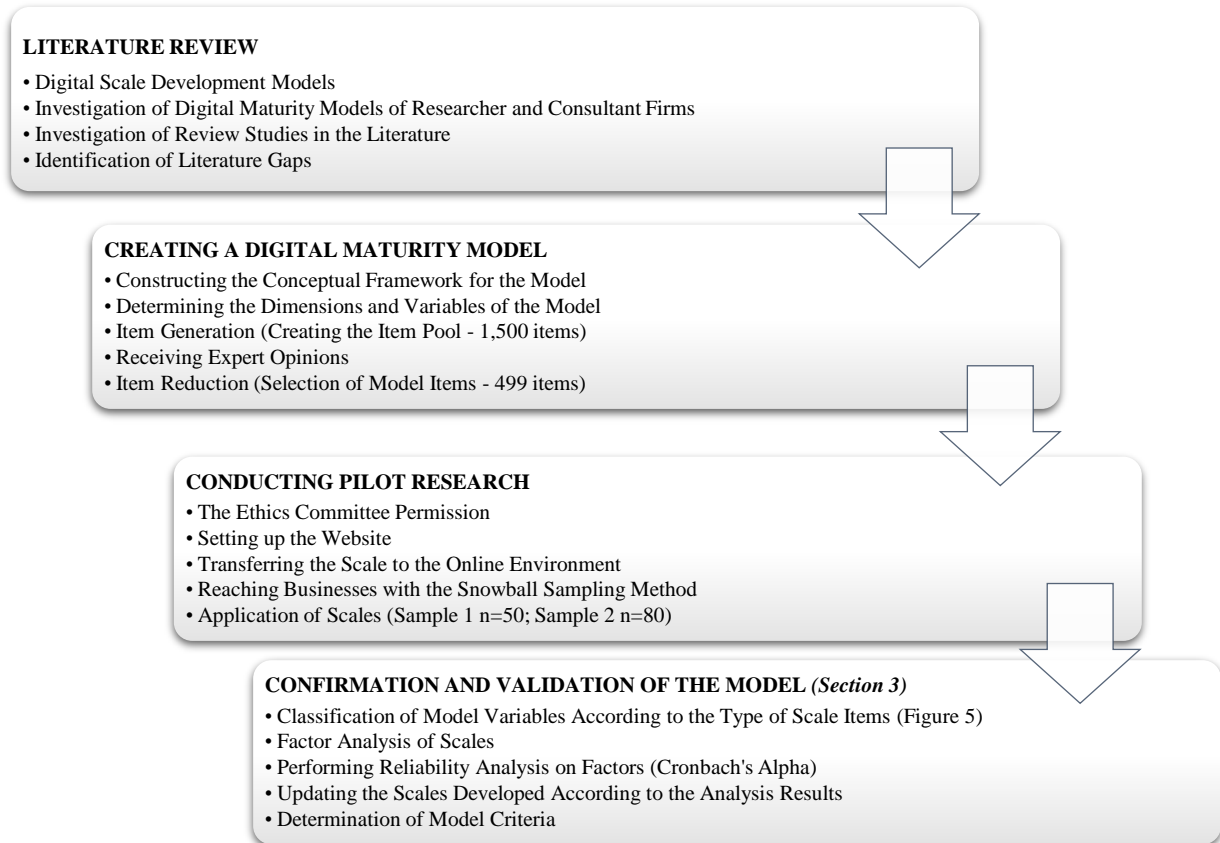 LITERATURE REVIEW
• Digital Scale Development Models
• Investigation of Digital Maturity Models of Researcher and Consultant Firms
• Investigation of Review Studies in the Literature
• Identification of Literature Gaps
CREATING A DIGITAL MATURITY MODEL
• Constructing the Conceptual Framework for the Model
• Determining the Dimensions and Variables of the Model
• Item Generation (Creating the Item Pool - 1,500 items)
• Receiving Expert Opinions
• Item Reduction (Selection of Model Items - 499 items)
CONDUCTING PILOT RESEARCH
• The Ethics Committee Permission
• Setting up the Website
• Transferring the Scale to the Online Environment
• Reaching Businesses with the Snowball Sampling Method
• Application of Scales (Sample 1 n=50; Sample 2 n=80)
CONFIRMATION AND VALIDATION OF THE MODEL (Section 3)
• Classification of Model Variables According to the Type of Scale Items (Figure 5)
• Factor Analysis of Scales
• Performing Reliability Analysis on Factors (Cronbach's Alpha)
• Updating the Scales Developed According to the Analysis Results
• Determination of Model Criteria